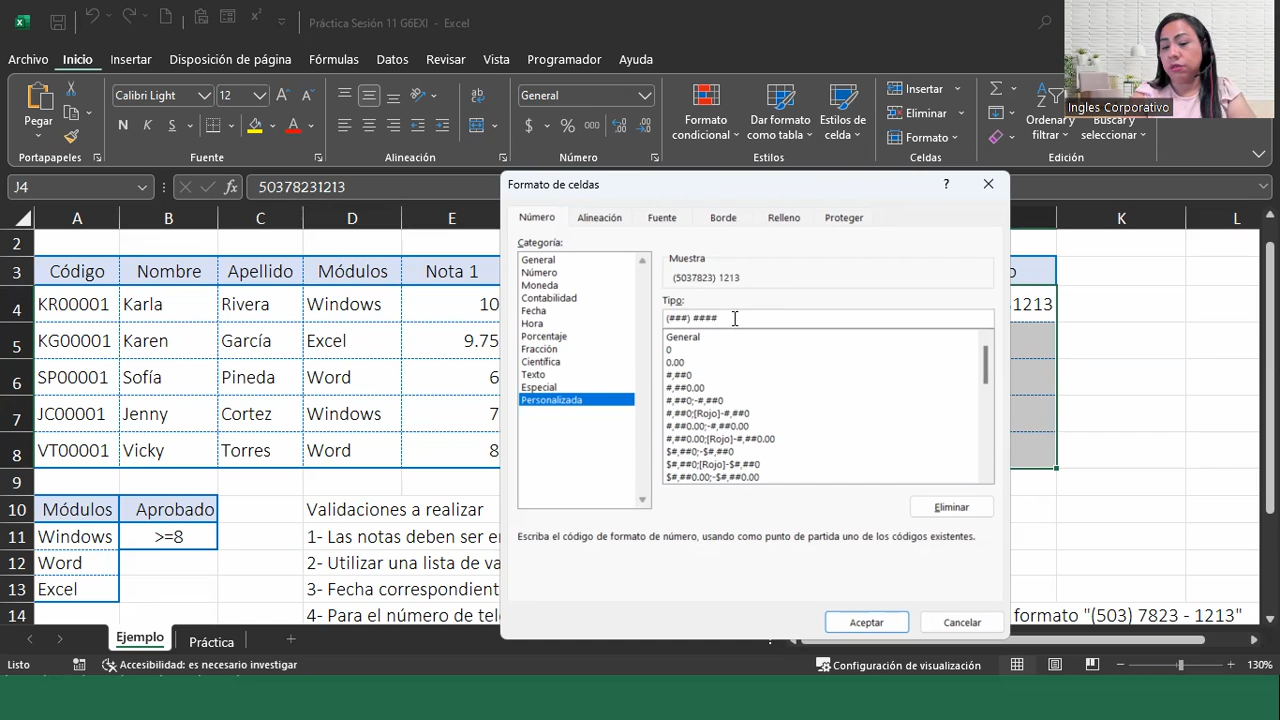 Práctica Sesión 11 G6EXI - Excel
Ingles Corporativo
Archivo Inicio Insertar Disposición de página Fórmulas Datos Revisar Vista Programador Ayuda
Pegar
Calibri Light 12
N K S
General
$ % 000
Formato condicional
Dar formato como tabla
Estilos de celda
Insertar
Eliminar
Formato
Ordenar y filtrar
Buscar y seleccionar
Portapapeles Fuente Alineación Número Estilos Celdas Edición
J4 fx 50378231213
A B C D E K L
2
3 Código Nombre Apellido Módulos Nota 1
4 KR00001 Karla Rivera Windows 10 1213
5 KG00001 Karen García Excel 9.75
6 SP00001 Sofía Pineda Word 6
7 JC00001 Jenny Cortez Windows 7
8 VT00001 Vicky Torres Word 8
9
10 Módulos Aprobado Validaciones a realizar
11 Windows >=8 1- Las notas deben ser en
12 Word 2- Utilizar una lista de va
13 Excel 3- Fecha correspondient
14 4- Para el número de tel formato "(503) 7823 - 1213"
Formato de celdas ?
Número Alineación Fuente Borde Relleno Proteger
Categoría:
General
Número
Moneda
Contabilidad
Fecha
Hora
Porcentaje
Fracción
Científica
Texto
Especial
Personalizada
Muestra
(5037823) 1213
Tipo:
(###) ####
General
0
0.00
#,##0
#,##0.00
#,##0;-#,##0
#,##0;[Rojo]-#,##0
#,##0.00;-#,##0.00
#,##0.00;[Rojo]-#,##0.00
$#,##0;-$#,##0
$#,##0;[Rojo]-$#,##0
$#,##0.00;-$#,##0.00
Eliminar
Escriba el código de formato de número, usando como punto de partida uno de los códigos existentes.
Aceptar Cancelar
Ejemplo Práctica
Listo Accesibilidad: es necesario investigar Configuración de visualización 130%